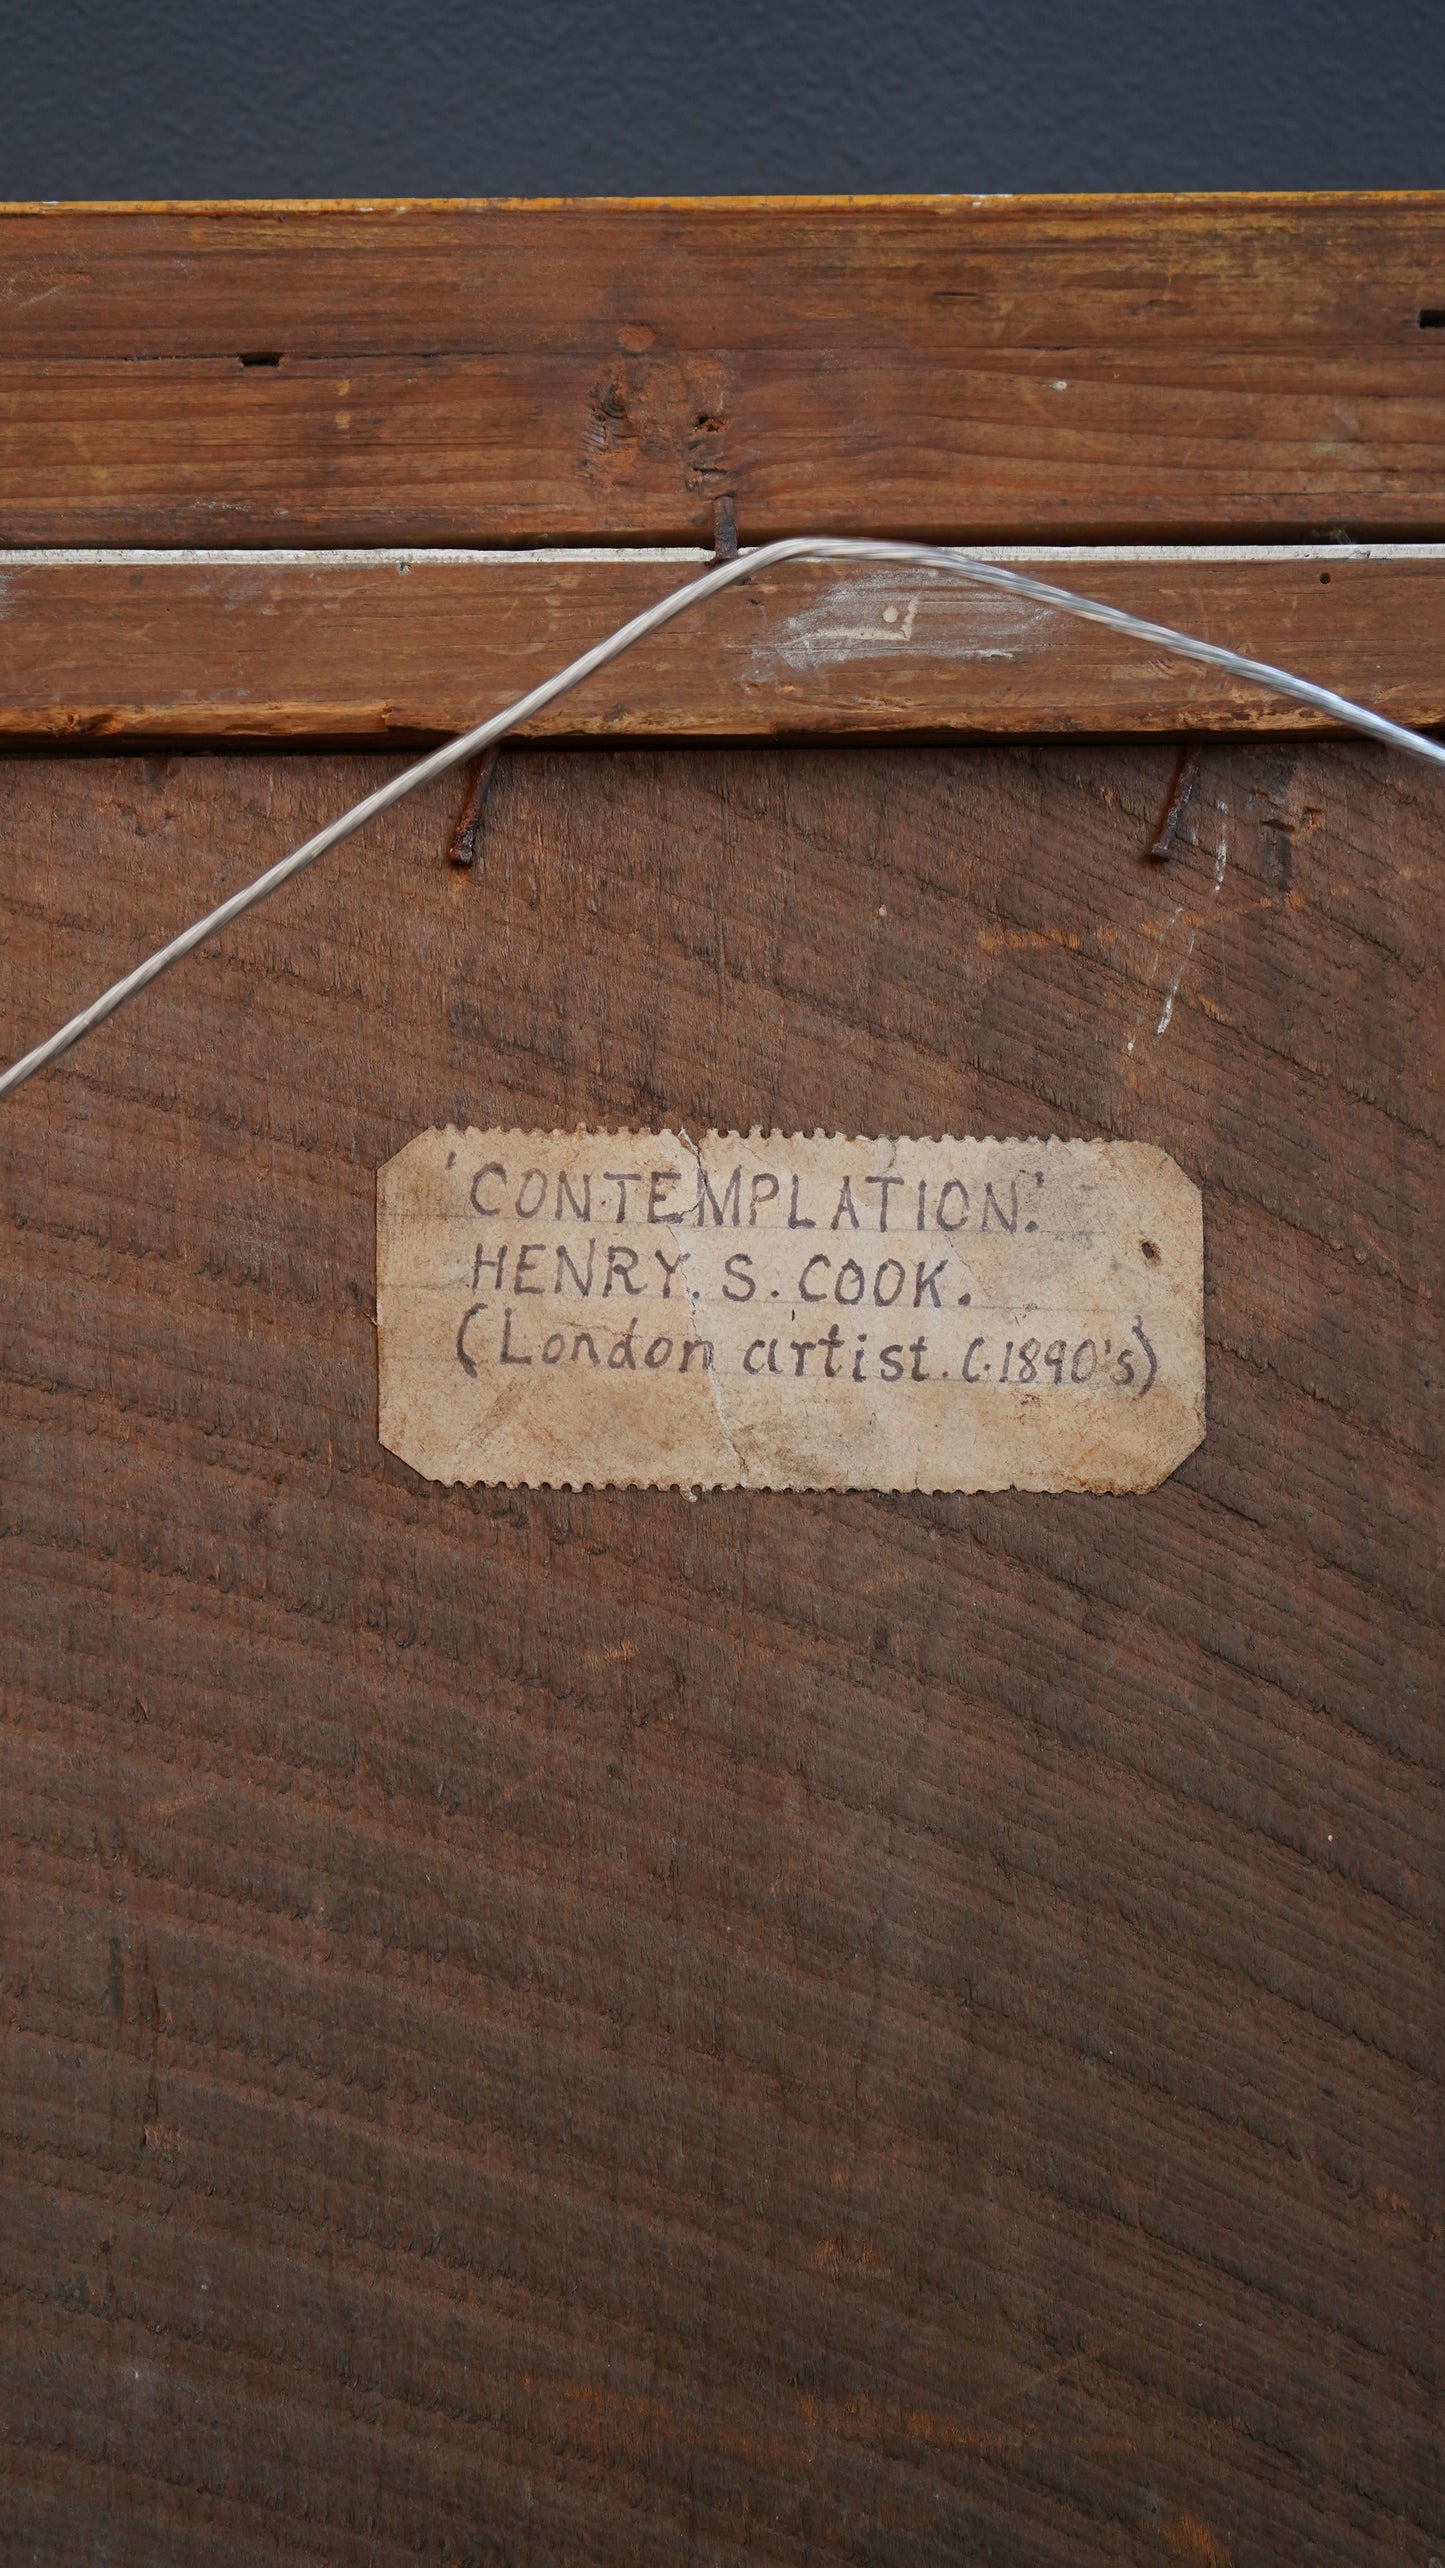 'CONTEMPLATION.'
HENRY. S. COOK.
(London artist. C.1890's)